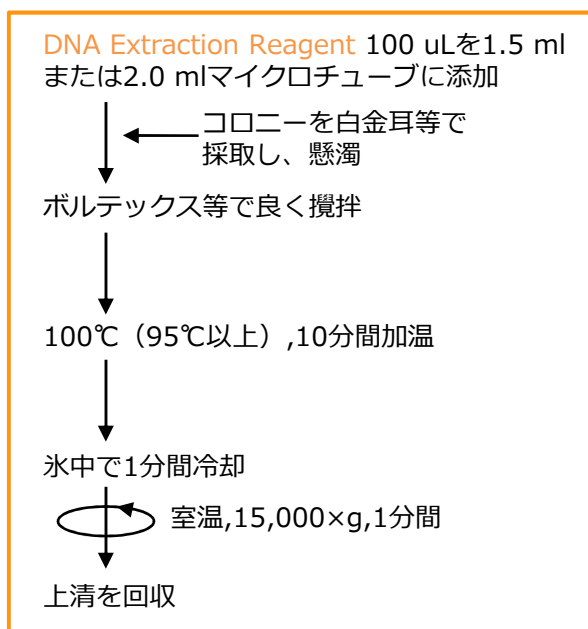 DNA Extraction Reagent 100 uLを1.5 ml
または2.0 mlマイクロチューブに添加
コロニーを白金耳等で
採取し、懸濁
ボルテックス等で良く攪拌
100℃（95℃以上）,10分間加温
氷中で1分間冷却
室温,15,000×g,1分間
上清を回収